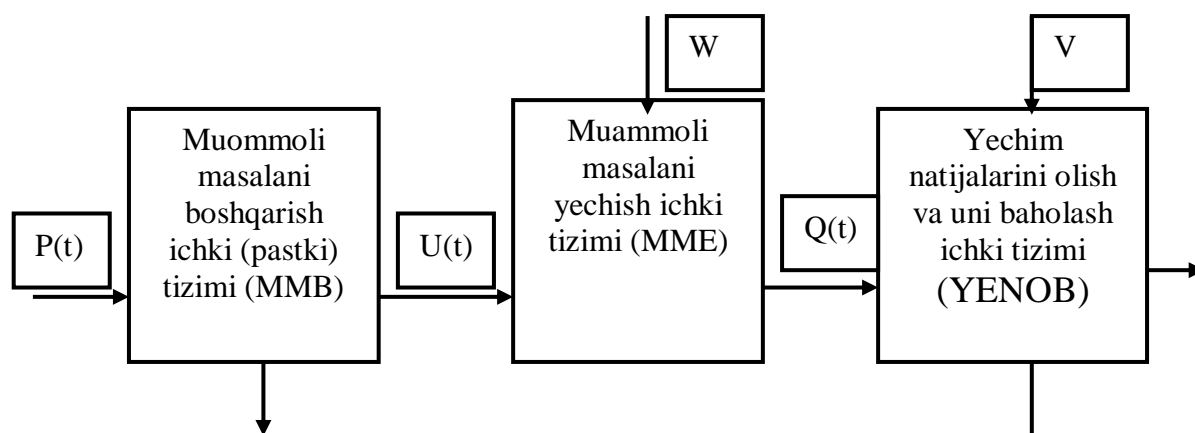 W
V
Muommoli
masalani
boshqarish
ichki (pastki)
tizimi (MMB)
Muammoli
masalani
yechish ichki
tizimi (MME)
Yechim
natijalarini olish
va uni baholash
ichki tizimi
(YENOB)
P(t)
U(t)
Q(t)